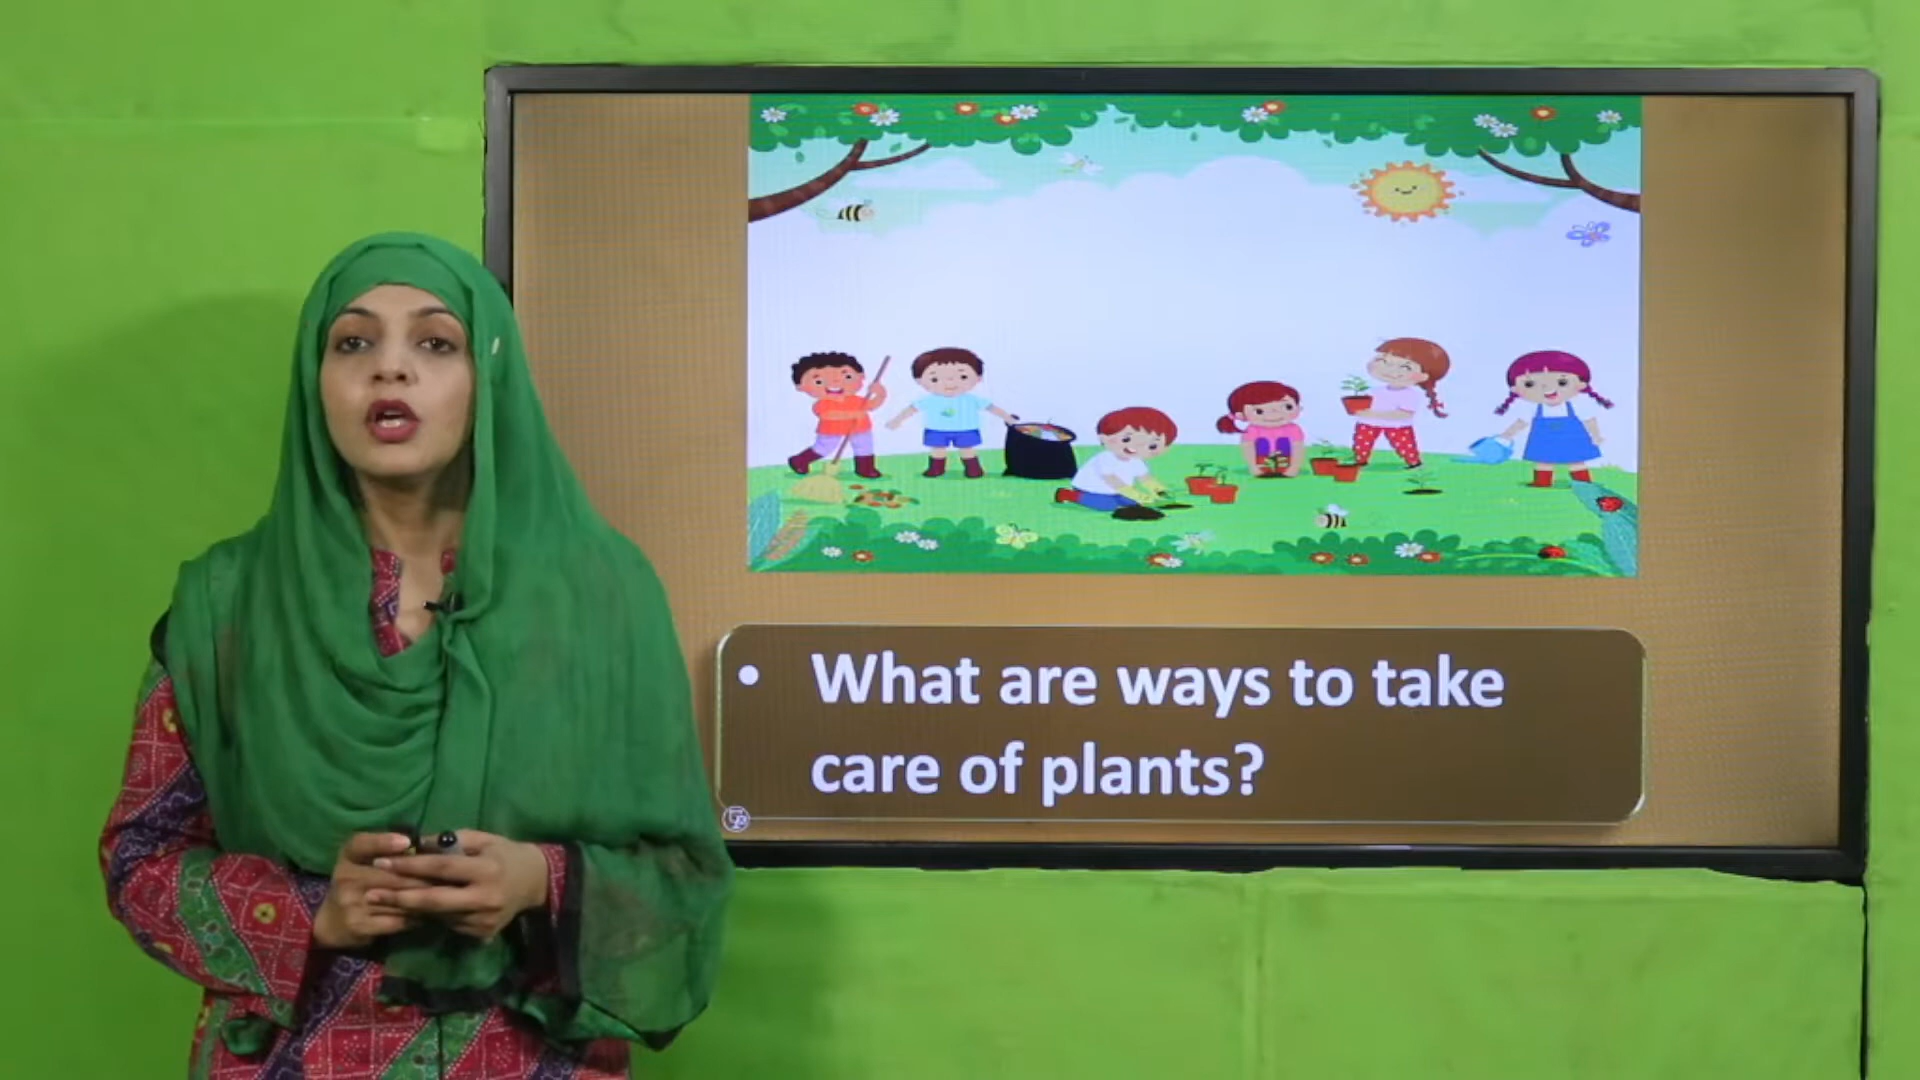 • What are ways to take
care of plants?